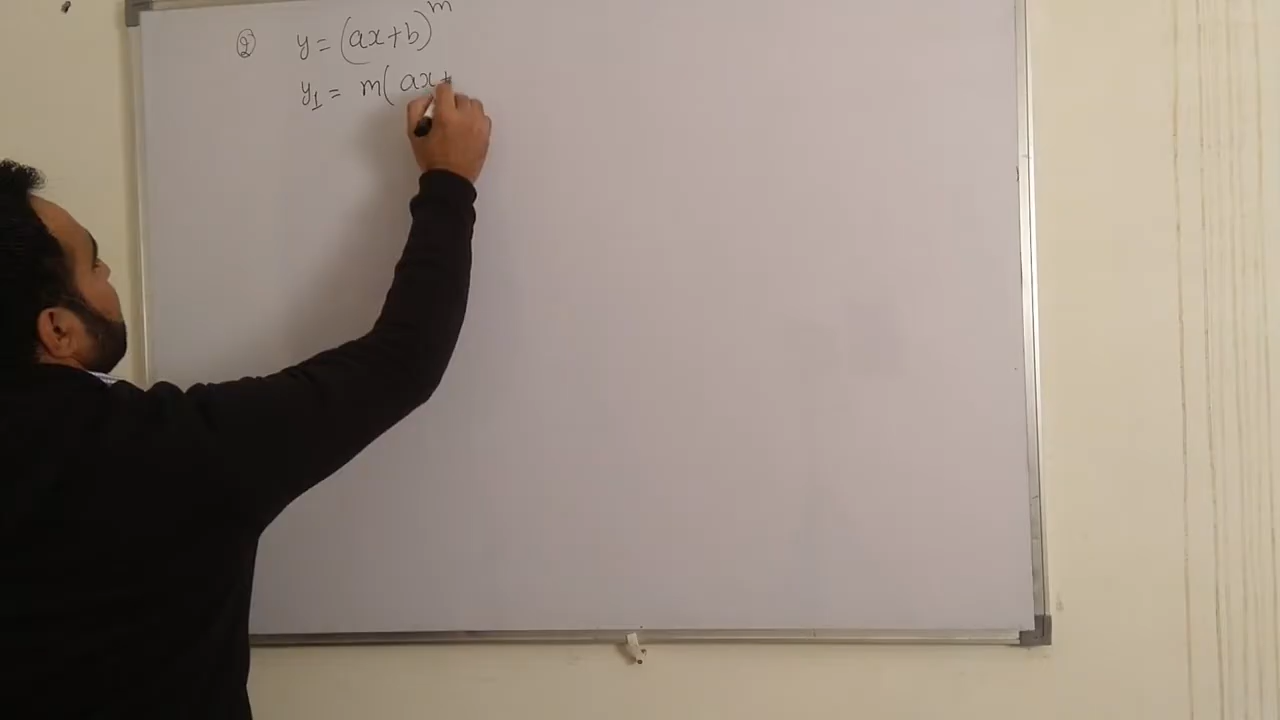 ② y = (ax+b)^m
y₁ = m(ax+